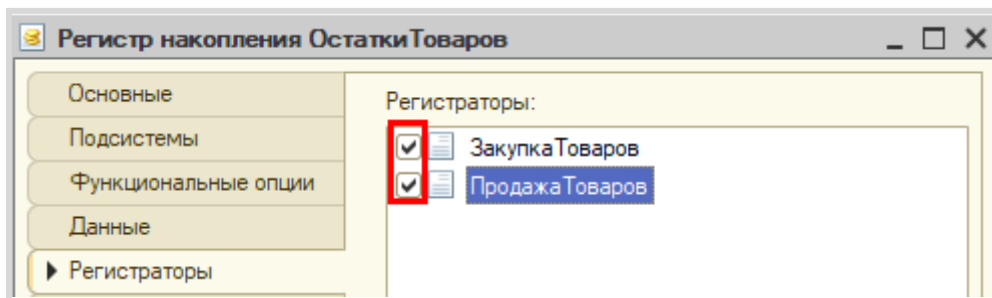 Регистр накопления ОстаткиТоваров
Основные
Подсистемы
Функциональные опции
Данные
Регистраторы
Регистраторы:
ЗакупкаТоваров
ПродажаТоваров